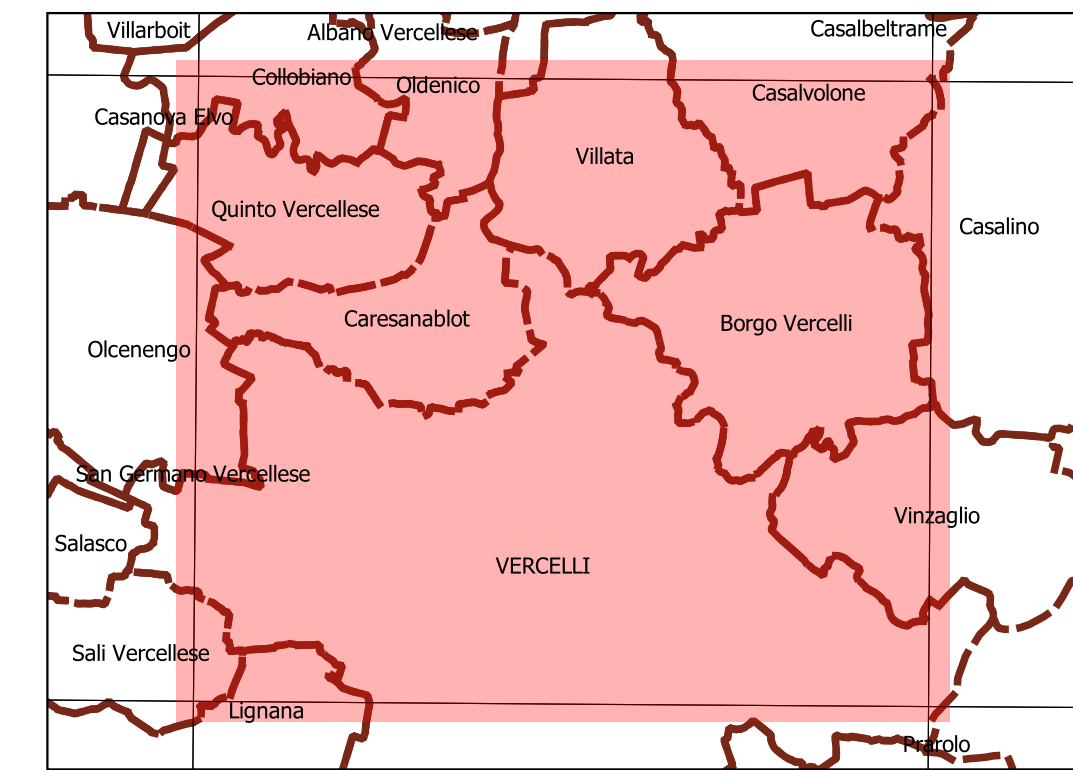 Villarboit
Albano Vercellese
Casalbeltrame
Collobiano
Oldenico
Casalvolone
Casanova Elvo
Villata
Quinto Vercellese
Casalino
Caresanablot
Borgo Vercelli
Olcenengo
San Germano Vercellese
Vinzaglio
Salasco
VERCELLI
Sali Vercellese
Lignana
Prarolo